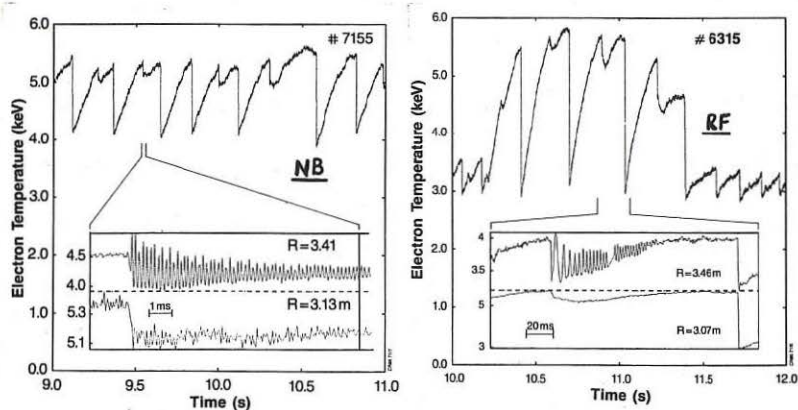 # 7155
6.0
5.0
4.0
3.0
2.0
1.0
0.0
Electron Temperature (keV)
NB
R=3.41
4.5
4.0
R=3.13m
1ms
5.3
5.1
9.0
9.5
10.0
10.5
11.0
Time (s)
# 6315
6.0
5.0
4.0
3.0
2.0
1.0
0.0
Electron Temperature (keV)
RF
4
3.5
R=3.46m
5
20ms
R=3.07m
3
10.0
10.5
11.0
11.5
12.0
Time (s)